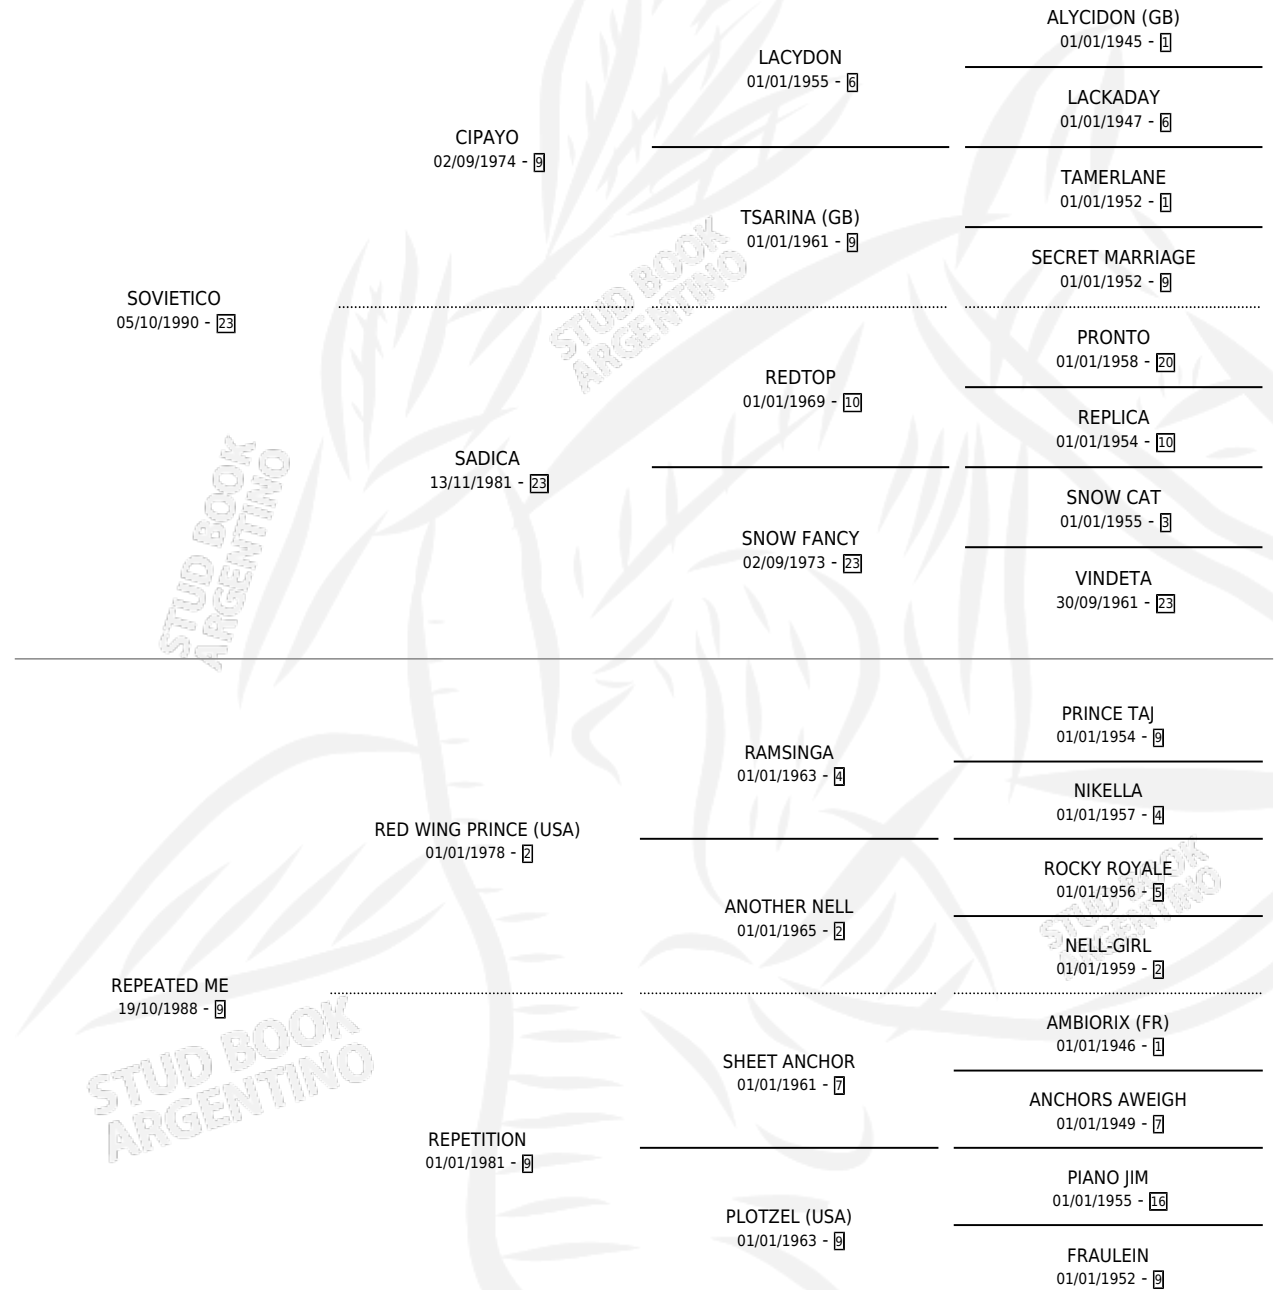 ALYCIDON (GB)
01/01/1945 - 1
LACYDON
01/01/1955 - 6
LACKADAY
01/01/1947 - 6
CIPAYO
02/09/1974 - 9
TAMERLANE
01/01/1952 - 1
TSARINA (GB)
01/01/1961 - 9
SECRET MARRIAGE
01/01/1952 - 9
SOVIETICO
05/10/1990 - 23
STUD BOOK
ARGENTINO
PRONTO
01/01/1958 - 20
REDTOP
01/01/1969 - 10
REPLICA
01/01/1954 - 10
SADICA
13/11/1981 - 23
SNOW CAT
01/01/1955 - 3
SNOW FANCY
02/09/1973 - 23
VINDETA
30/09/1961 - 23
STUD BOOK
ARGENTINO
PRINCE TAJ
01/01/1954 - 9
RAMSINGA
01/01/1963 - 4
NIKELLA
01/01/1957 - 4
RED WING PRINCE (USA)
01/01/1978 - 2
ROCKY ROYALE
01/01/1956 - 5
ANOTHER NELL
01/01/1965 - 2
STUD BOOK
ARGENTINO
NELL-GIRL
01/01/1959 - 2
REPEATED ME
19/10/1988 - 9
STUD BOOK
ARGENTINO
AMBIORIX (FR)
01/01/1946 - 1
SHEET ANCHOR
01/01/1961 - 7
ANCHORS AWEIGH
01/01/1949 - 7
REPETITION
01/01/1981 - 9
PIANO JIM
01/01/1955 - 16
PLOTZEL (USA)
01/01/1963 - 9
FRAULEIN
01/01/1952 - 9